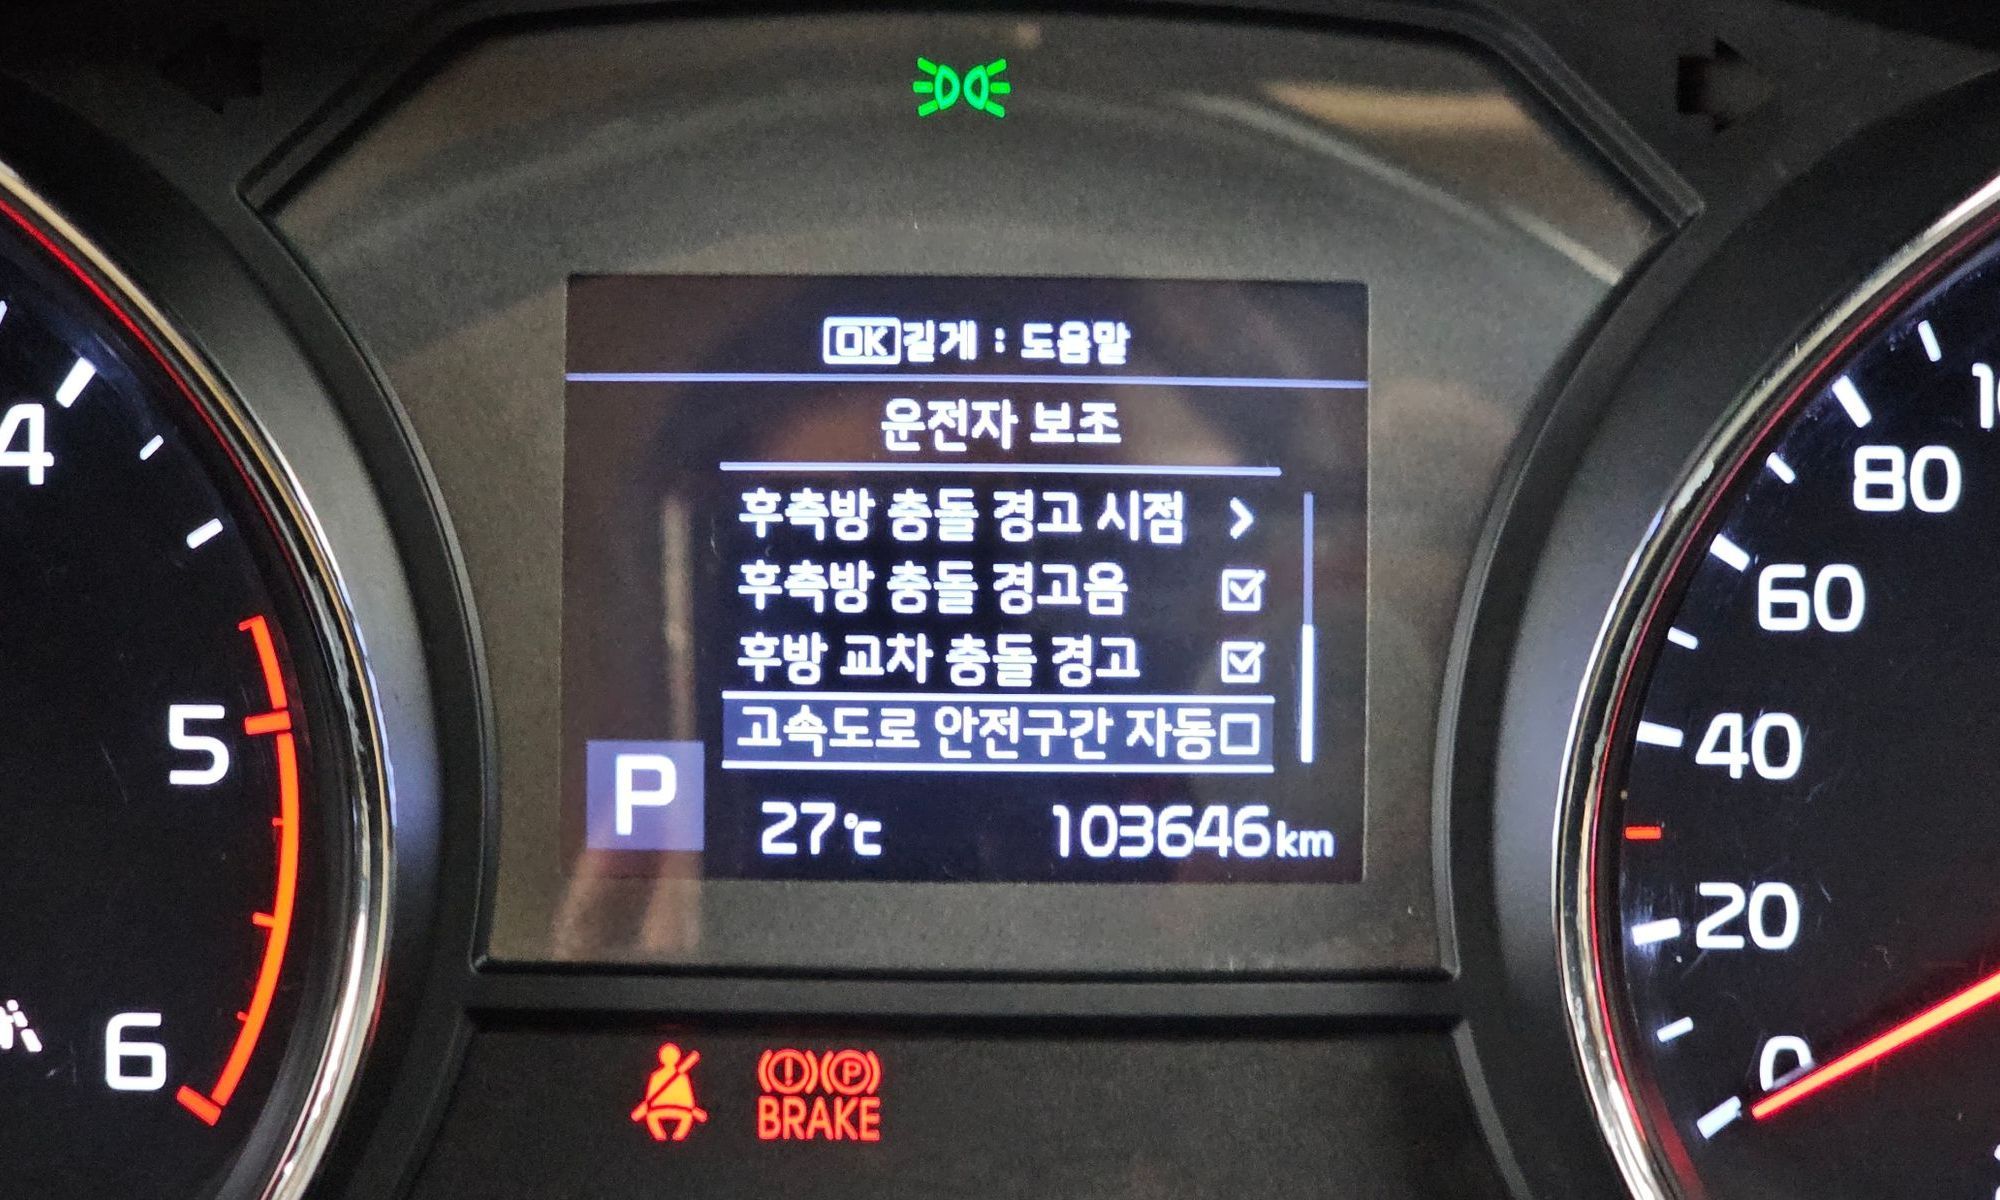 OK길게 : 도움말
운전자 보조
후측방 충돌 경고 시점 >
후측방 충돌 경고음
후방 교차 충돌 경고
고속도로 안전구간 자동
P
27℃ 103646km
4
5
6
80
60
40
20
0
BRAKE